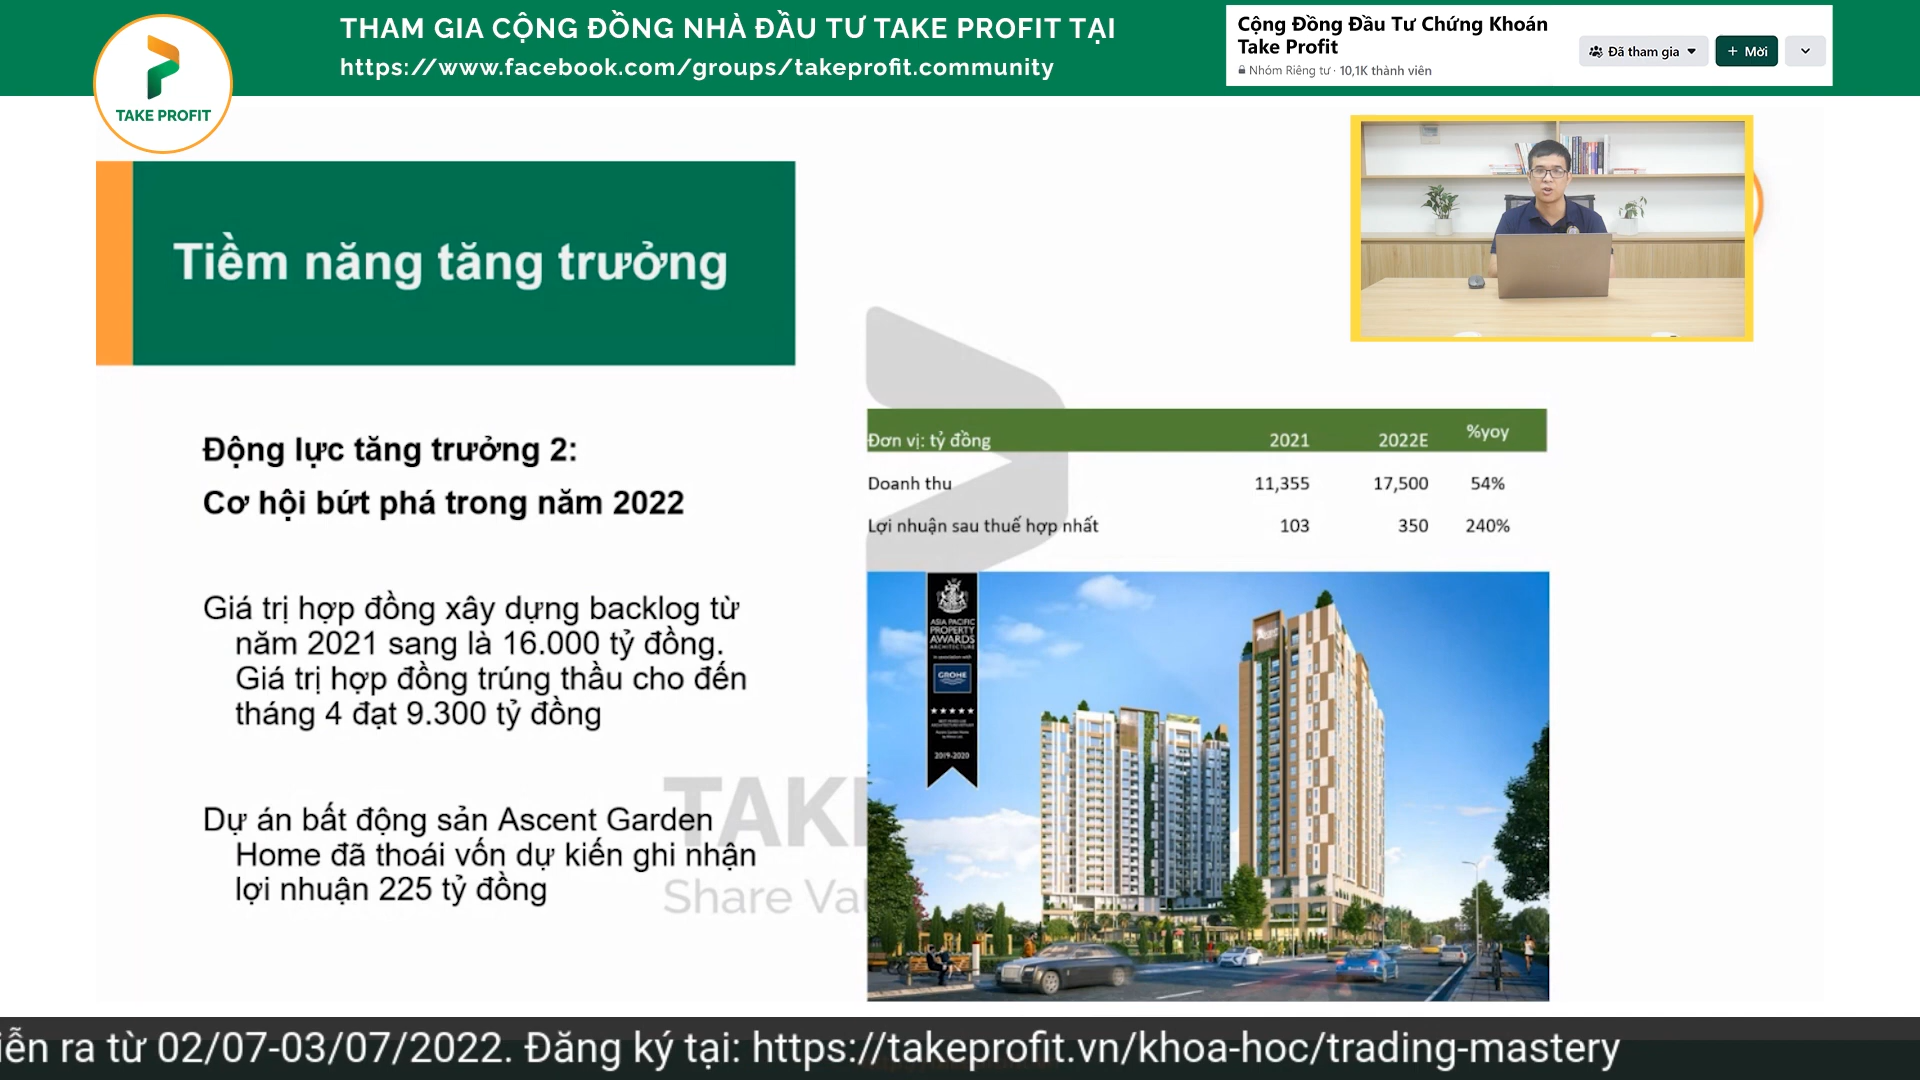 THAM GIA CỘNG ĐỒNG NHÀ ĐẦU TƯ TAKE PROFIT TẠI
https://www.facebook.com/groups/takeprofit.community
TAKE PROFIT
Cộng Đồng Đầu Tư Chứng Khoán
Take Profit
Nhóm Riêng tư · 10,1K thành viên
Đã tham gia
+ Mời
Tiềm năng tăng trưởng
Động lực tăng trưởng 2:
Cơ hội bứt phá trong năm 2022
Giá trị hợp đồng xây dựng backlog từ
năm 2021 sang là 16.000 tỷ đồng.
Giá trị hợp đồng trúng thầu cho đến
tháng 4 đạt 9.300 tỷ đồng
Dự án bất động sản Ascent Garden
Home đã thoái vốn dự kiến ghi nhận
lợi nhuận 225 tỷ đồng
Đơn vị: tỷ đồng 2021 2022E %yoy
Doanh thu 11,355 17,500 54%
Lợi nhuận sau thuế hợp nhất 103 350 240%
ASIA PACIFIC
PROPERTY
AWARDS
ARCHITECTURE
GROHE
★★★★★
2019-2020
TAK
Share Val
iễn ra từ 02/07-03/07/2022. Đăng ký tại: https://takeprofit.vn/khoa-hoc/trading-mastery